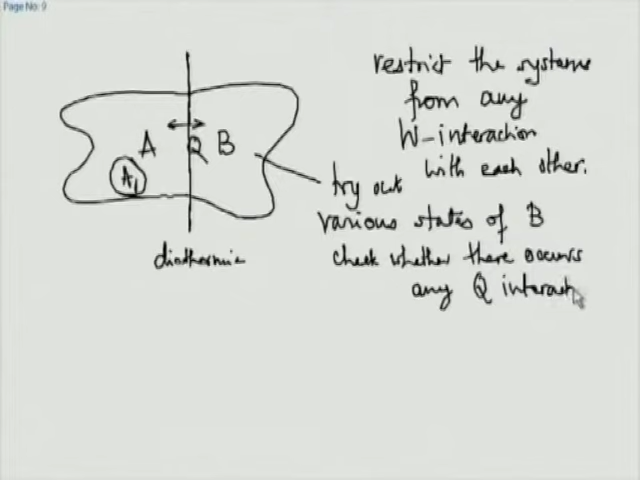 Page No: 9
restrict the systems
from any
W-interaction
with each other.
A Q B
A1
try out
various states of B
diathermic
check whether there occurs
any Q interact